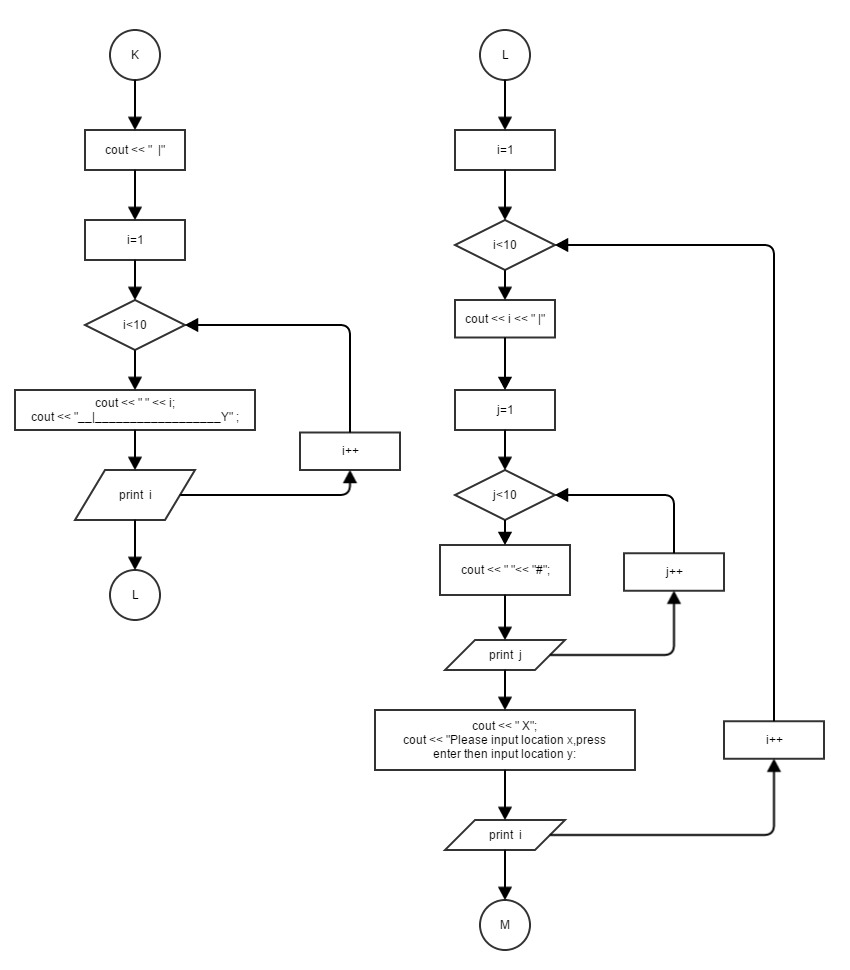 K
cout << "  |"
i=1
i<10
cout << " " << i;
cout << "__|__________________Y" ;
i++
print  i
L
L
i=1
i<10
cout << i << " |"
j=1
j<10
cout << " "<< "#";
j++
print  j
cout << " X";
cout << "Please input location x,press
enter then input location y:
i++
print  i
M